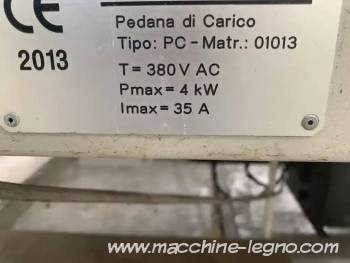 CE
2013
Pedana di Carico
Tipo: PC - Matr.: 01013
T = 380 V AC
Pmax = 4 kW
Imax = 35 A
www.macchine-legno.com